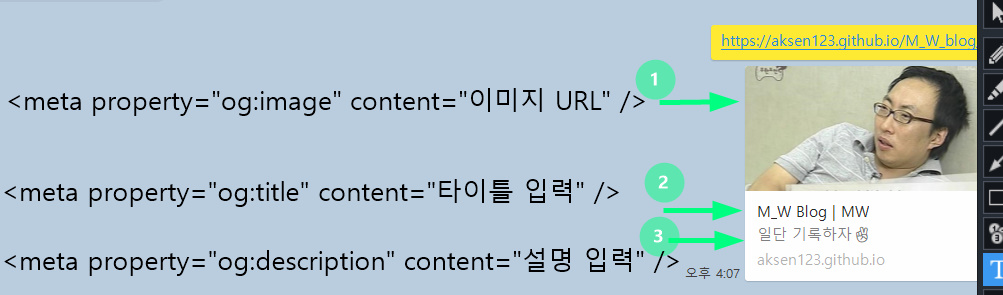 https://aksen123.github.io/M_W_blog
1
<meta property="og:image" content="이미지 URL" />
2
<meta property="og:title" content="타이틀 입력" />
M_W Blog | MW
3
일단 기록하자✌
<meta property="og:description" content="설명 입력" />
aksen123.github.io
오후 4:07